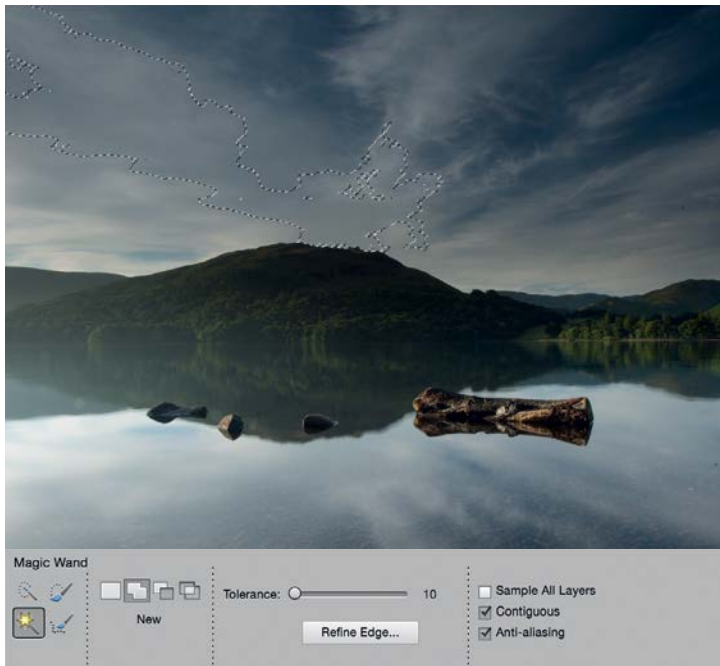 Magic Wand
New
Tolerance:
10
Refine Edge...
Sample All Layers
Contiguous
Anti-aliasing